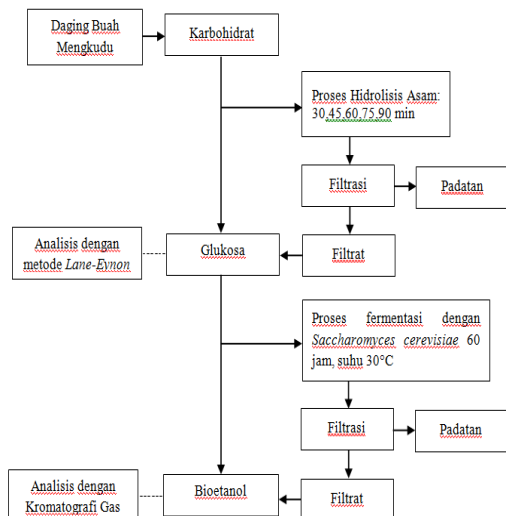 Daging Buah
Mengkudu
Karbohidrat
Proses Hidrolisis Asam:
30,45,60,75,90 min
Filtrasi
Padatan
Analisis dengan
metode Lane-Eynon
Glukosa
Filtrat
Proses fermentasi dengan
Saccharomyces cerevisiae 60
jam, suhu 30°C
Filtrasi
Padatan
Analisis dengan
Kromatografi Gas
Bioetanol
Filtrat